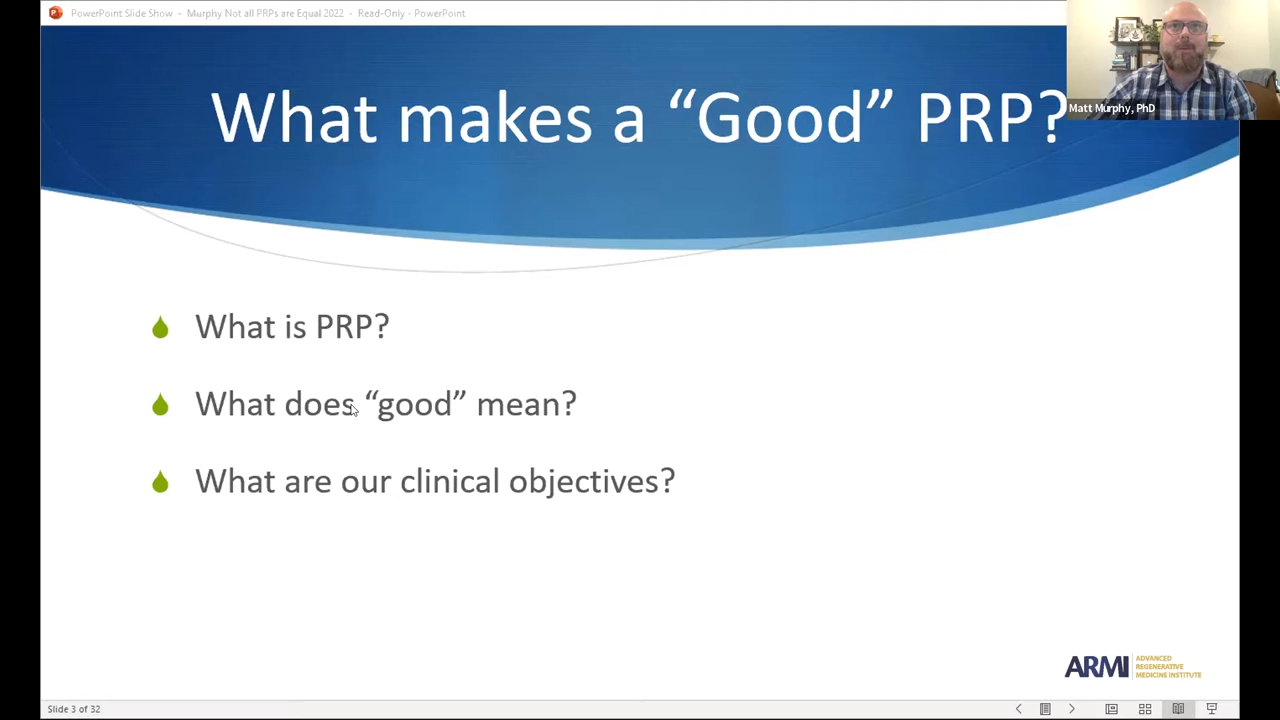 PowerPoint Slide Show - Murphy Not all PRPs are Equal 2022 - Read-Only - PowerPoint
What makes a “Good” PRP?
Matt Murphy, PhD
What is PRP?
What does “good” mean?
What are our clinical objectives?
ARMI
ADVANCED
REGENERATIVE
MEDICINE INSTITUTE
Slide 3 of 32